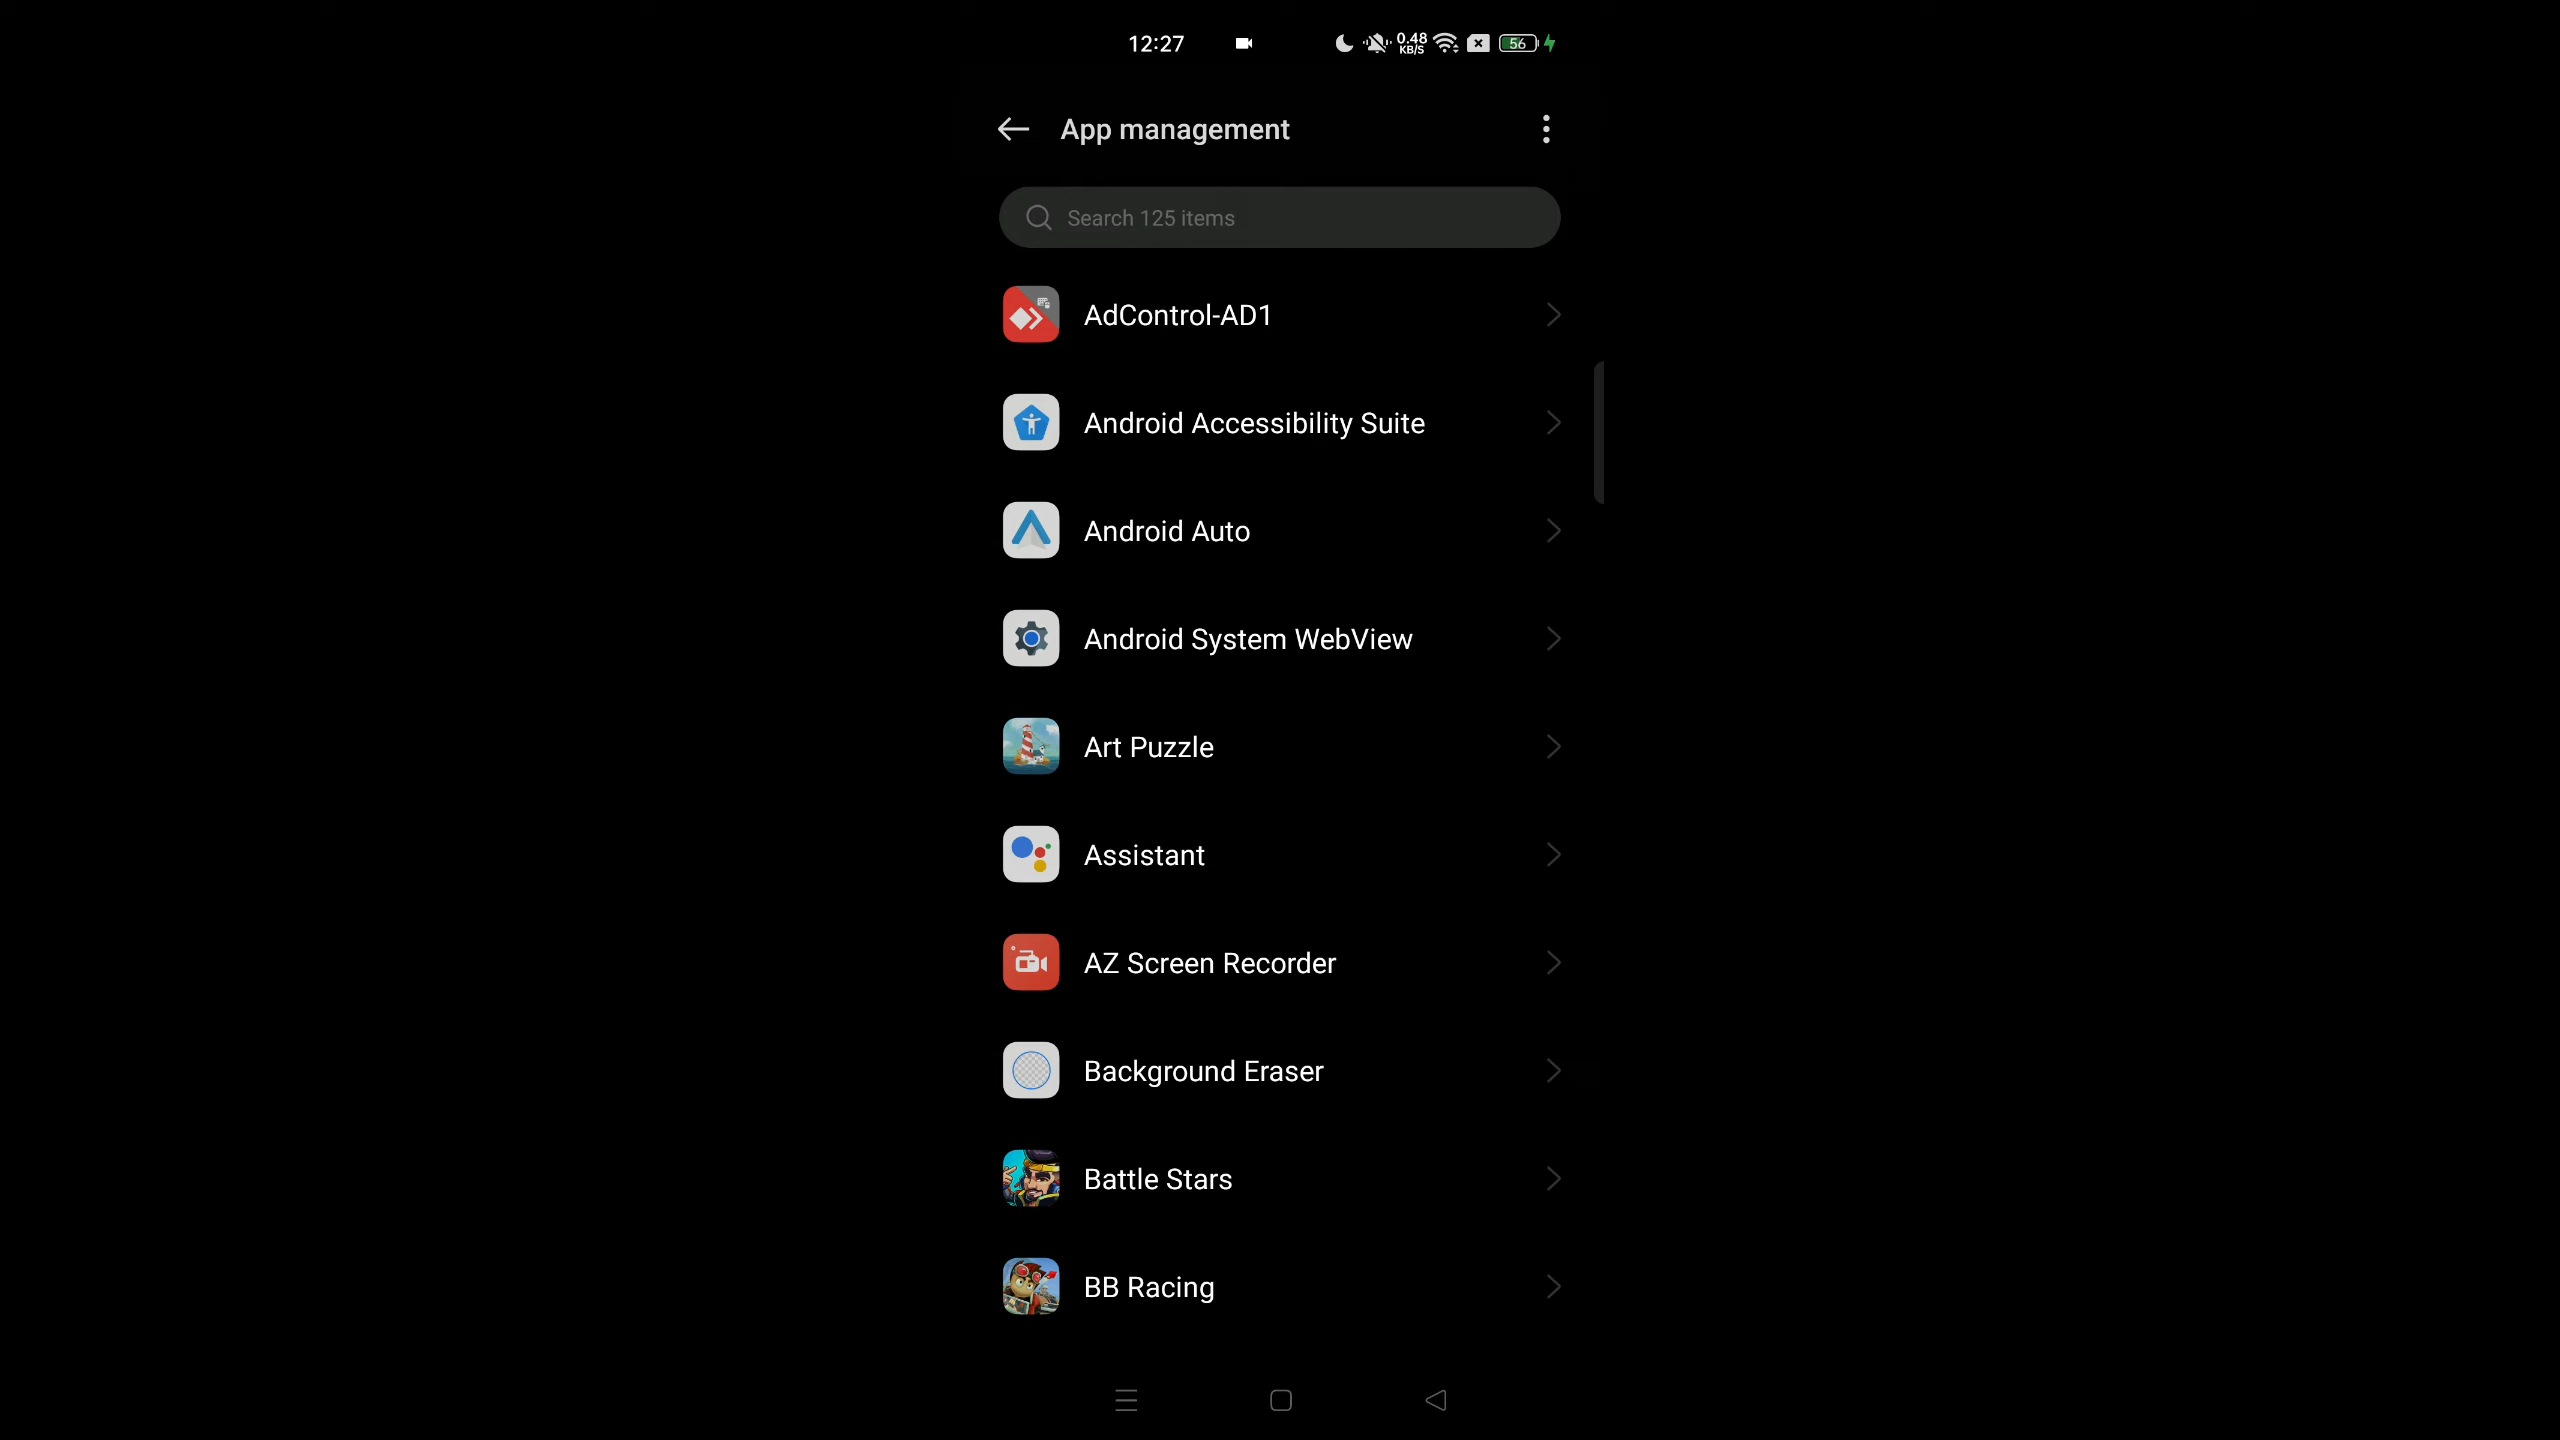 12:27
0.48 KB/S
56
App management
Search 125 items
AdControl-AD1
Android Accessibility Suite
Android Auto
Android System WebView
Art Puzzle
Assistant
AZ Screen Recorder
Background Eraser
Battle Stars
BB Racing